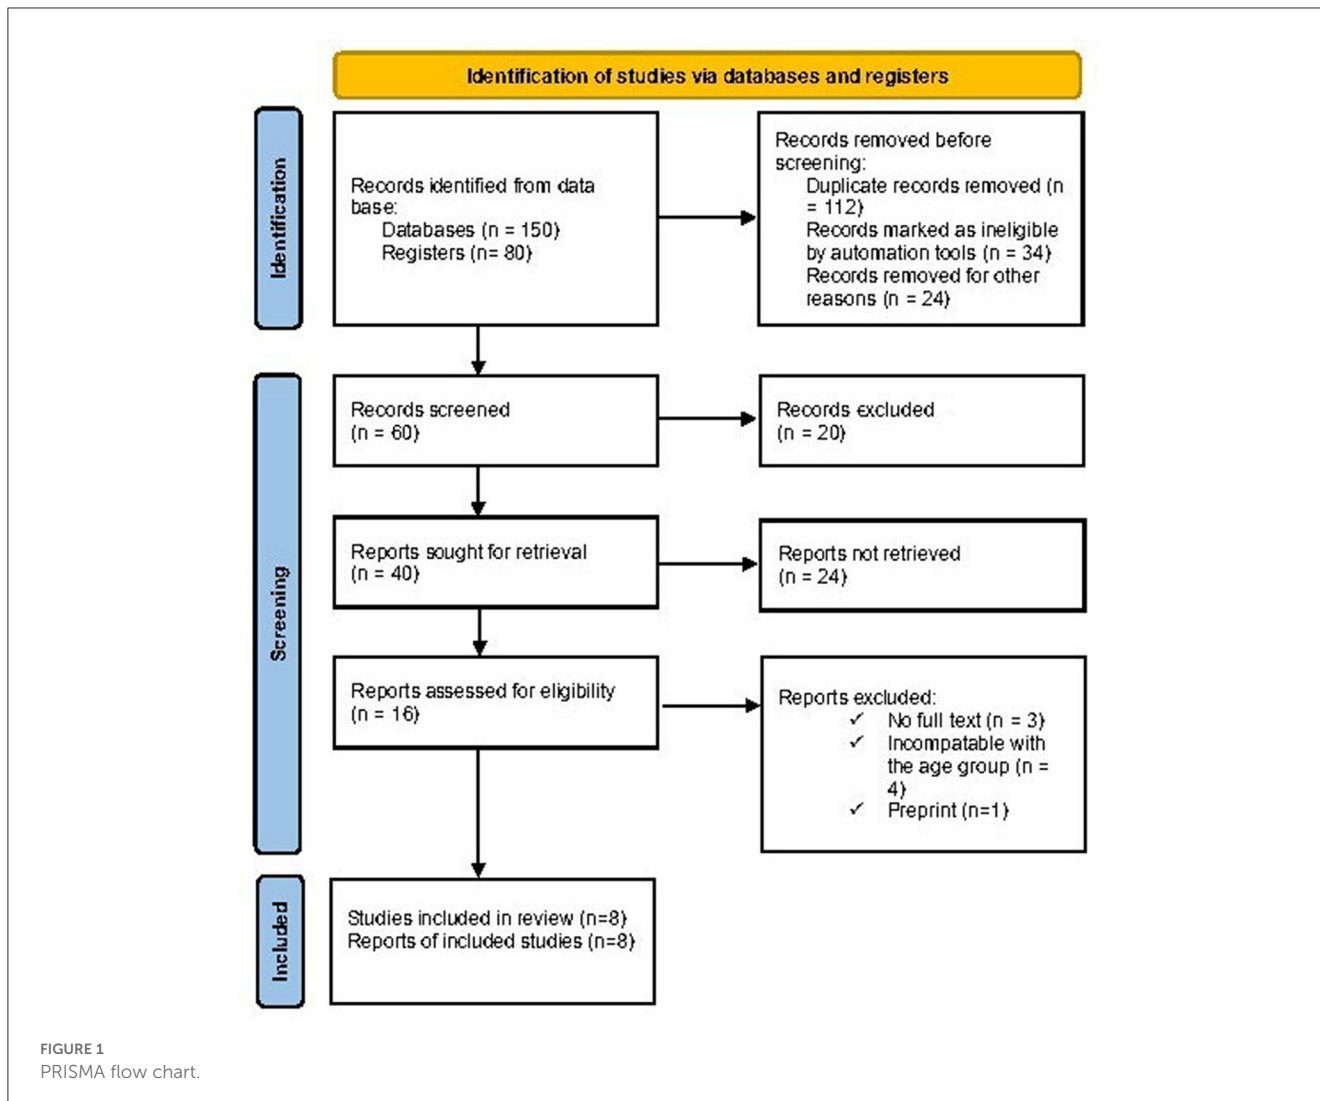 Identification of studies via databases and registers
Identification
Records identified from data
base:
Databases (n = 150)
Registers (n= 80)
Records removed before
screening:
Duplicate records removed (n
= 112)
Records marked as ineligible
by automation tools (n = 34)
Records removed for other
reasons (n = 24)
Screening
Records screened
(n = 60)
Records excluded
(n = 20)
Reports sought for retrieval
(n = 40)
Reports not retrieved
(n = 24)
Reports assessed for eligibility
(n = 16)
Reports excluded:
✓ No full text (n = 3)
✓ Incompatable with
the age group (n =
4)
✓ Preprint (n=1)
Included
Studies included in review (n=8)
Reports of included studies (n=8)
FIGURE 1
PRISMA flow chart.